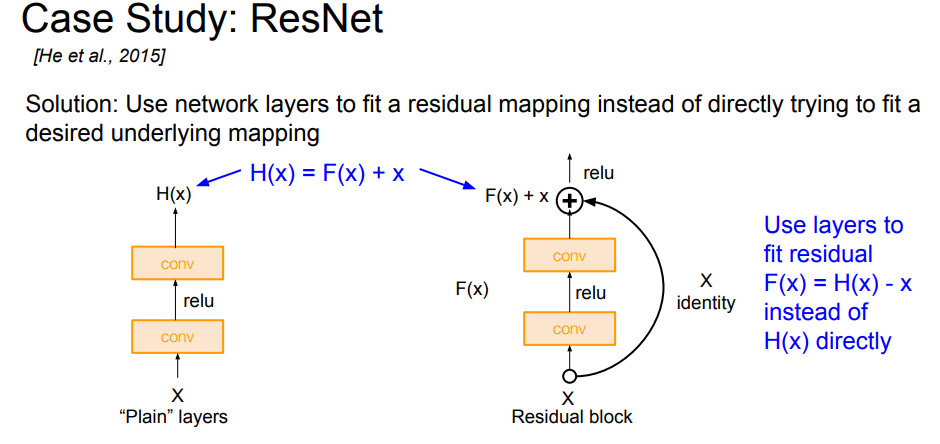 Case Study: ResNet
[He et al., 2015]
Solution: Use network layers to fit a residual mapping instead of directly trying to fit a
desired underlying mapping
H(x) = F(x) + x
H(x)
conv
relu
conv
X
“Plain” layers
relu
F(x) + x
+
conv
F(x)
relu
conv
X
identity
X
Residual block
Use layers to
fit residual
F(x) = H(x) - x
instead of
H(x) directly